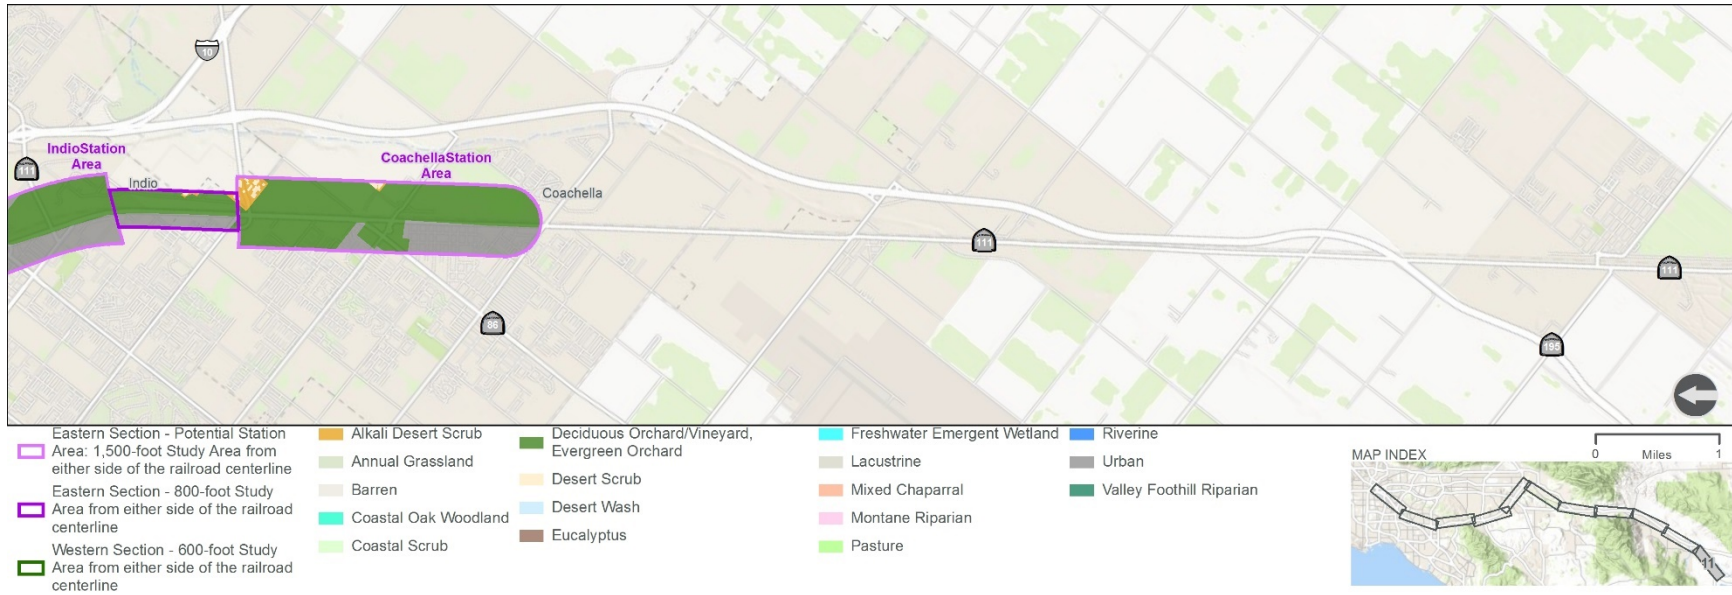 10
IndioStation
Area
CoachellaStation
Area
111
Indio
Coachella
111
111
86
195
Eastern Section - Potential Station
Area: 1,500-foot Study Area from
either side of the railroad centerline
Eastern Section - 800-foot Study
Area from either side of the railroad
centerline
Western Section - 600-foot Study
Area from either side of the railroad
centerline
Alkali Desert Scrub
Annual Grassland
Barren
Coastal Oak Woodland
Coastal Scrub
Deciduous Orchard/Vineyard,
Evergreen Orchard
Desert Scrub
Desert Wash
Eucalyptus
Freshwater Emergent Wetland
Lacustrine
Mixed Chaparral
Montane Riparian
Pasture
Riverine
Urban
Valley Foothill Riparian
MAP INDEX
0 Miles 1
11